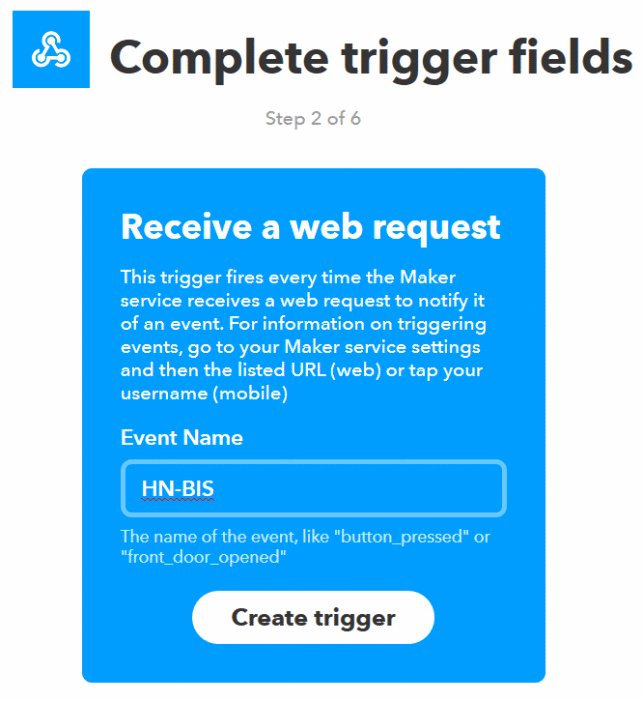 Complete trigger fields
Step 2 of 6
Receive a web request
This trigger fires every time the Maker
service receives a web request to notify it
of an event. For information on triggering
events, go to your Maker service settings
and then the listed URL (web) or tap your
username (mobile)
Event Name
HN-BIS
The name of the event, like "button_pressed" or
"front_door_opened"
Create trigger